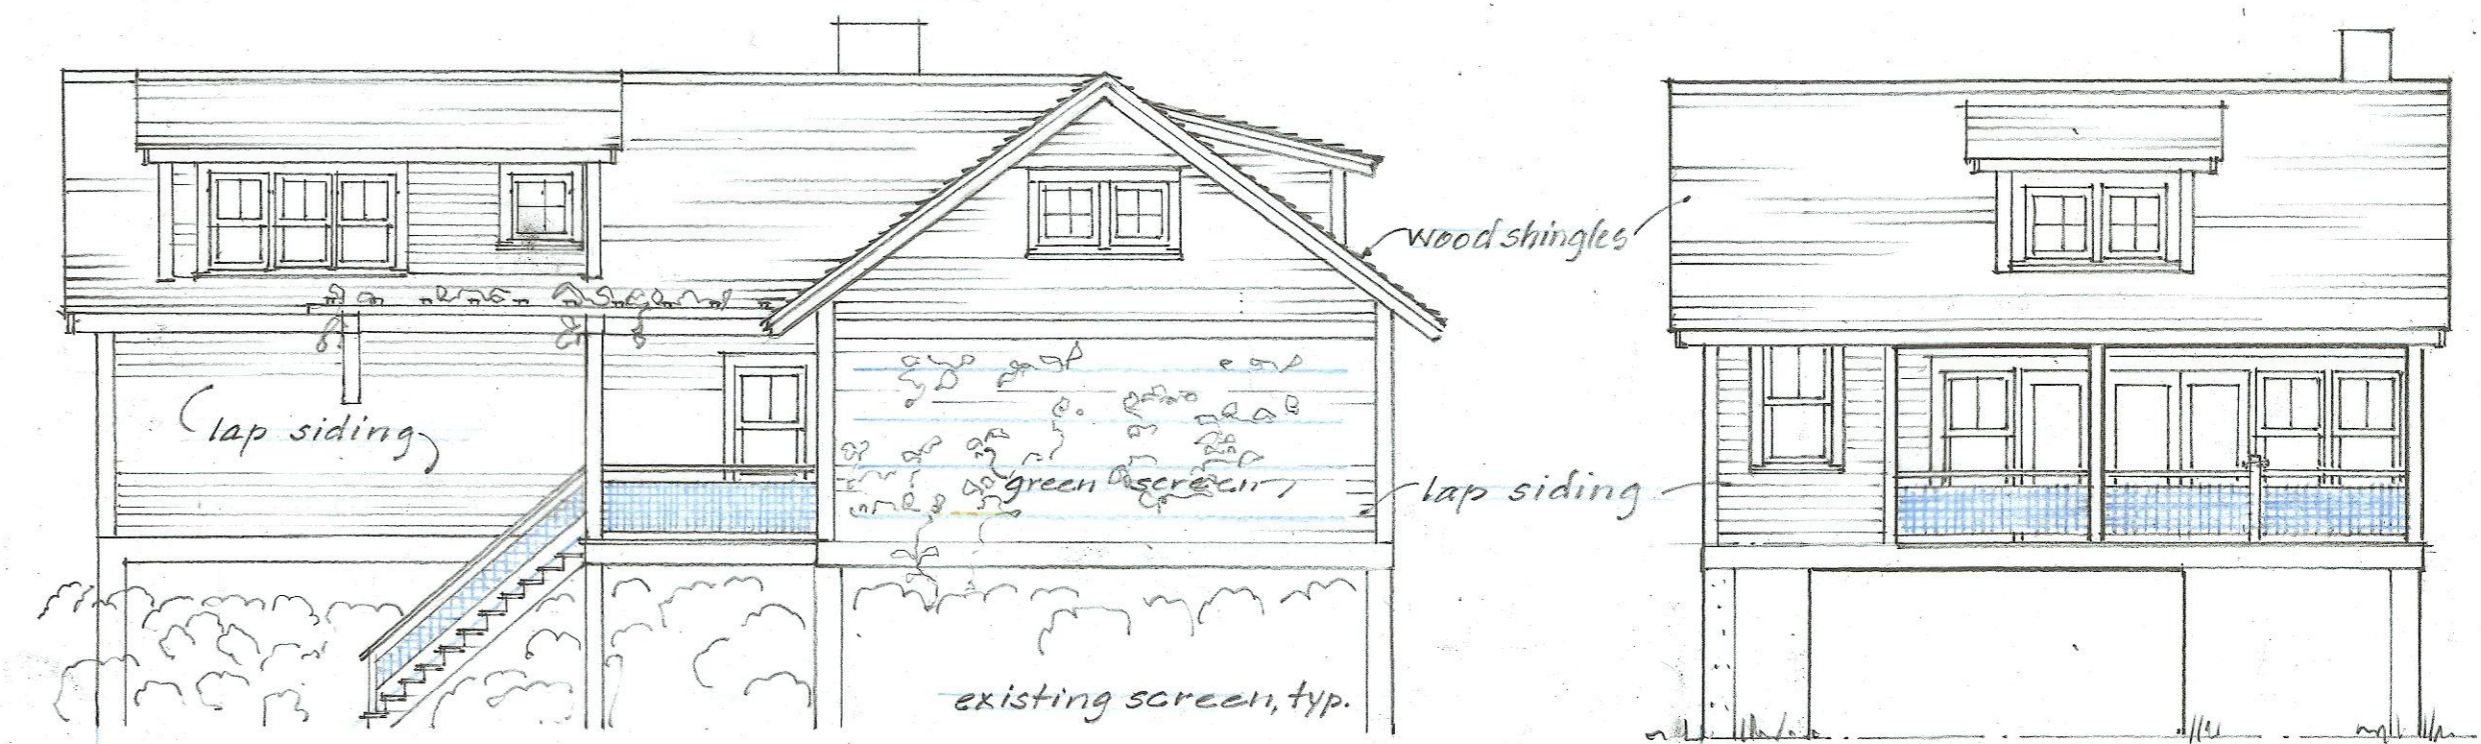 wood shingles
lap siding
green screen
lap siding
existing screen, typ.